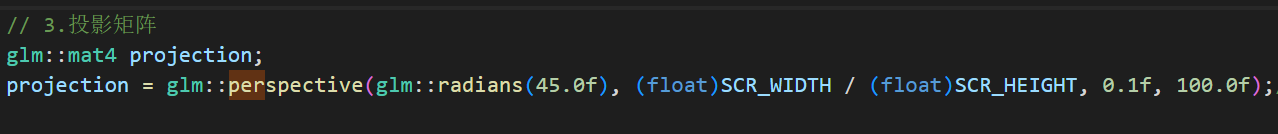 // 3.投影矩阵
glm::mat4 projection;
projection = glm::perspective(glm::radians(45.0f), (float)SCR_WIDTH / (float)SCR_HEIGHT, 0.1f, 100.0f);